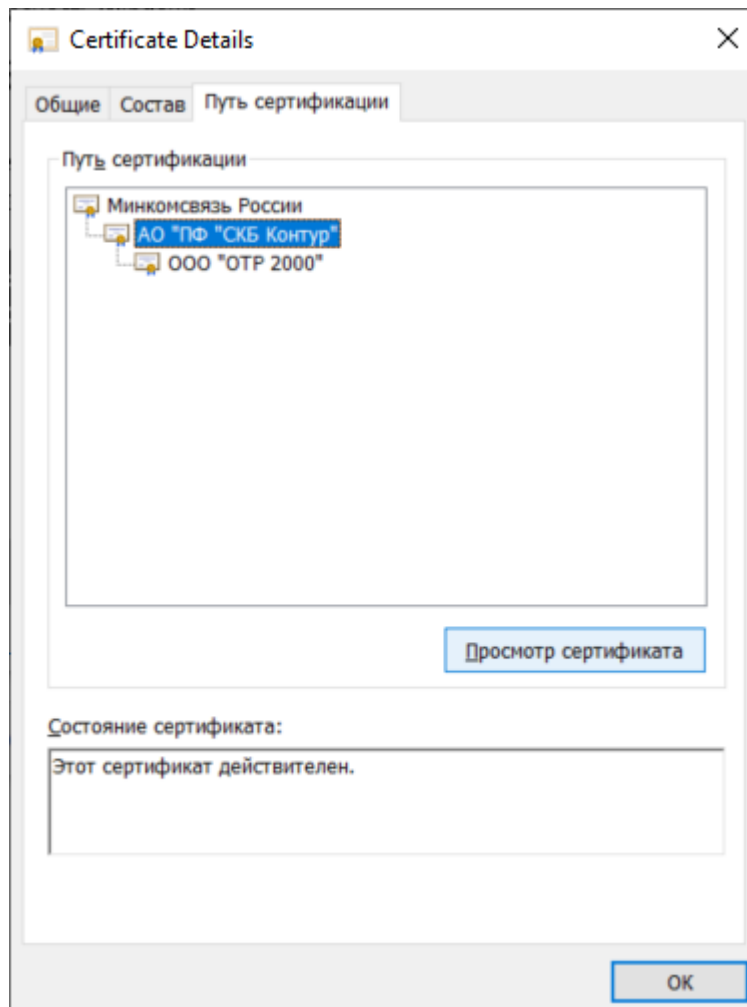 Certificate Details
Общие Состав Путь сертификации
Путь сертификации
Минкомсвязь России
АО "ПФ "СКБ Контур"
ООО "ОТР 2000"
Просмотр сертификата
Состояние сертификата:
Этот сертификат действителен.
ОК